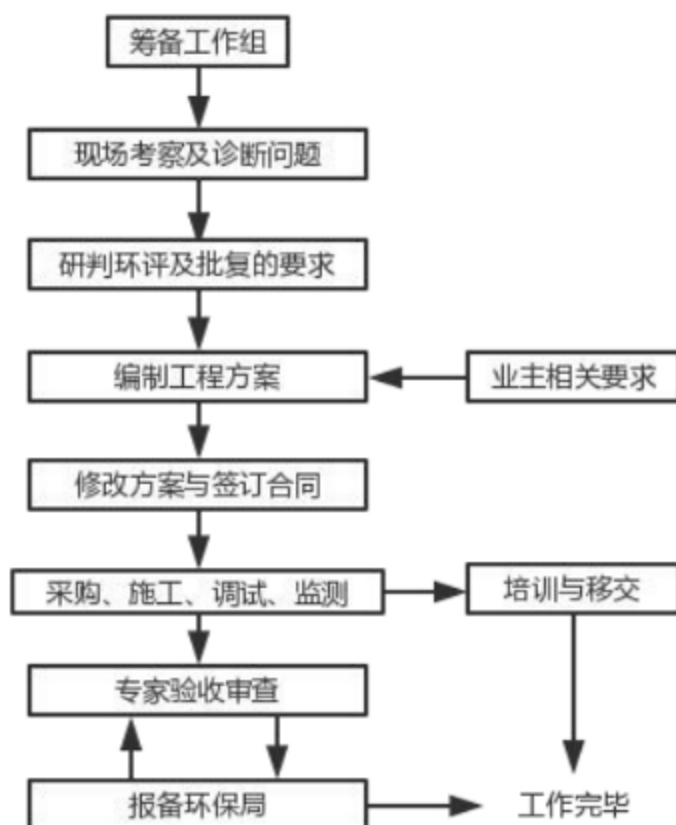 筹备工作组
现场考察及诊断问题
研判环评及批复的要求
编制工程方案
业主相关要求
修改方案与签订合同
采购、施工、调试、监测
培训与移交
专家验收审查
报备环保局
工作完毕